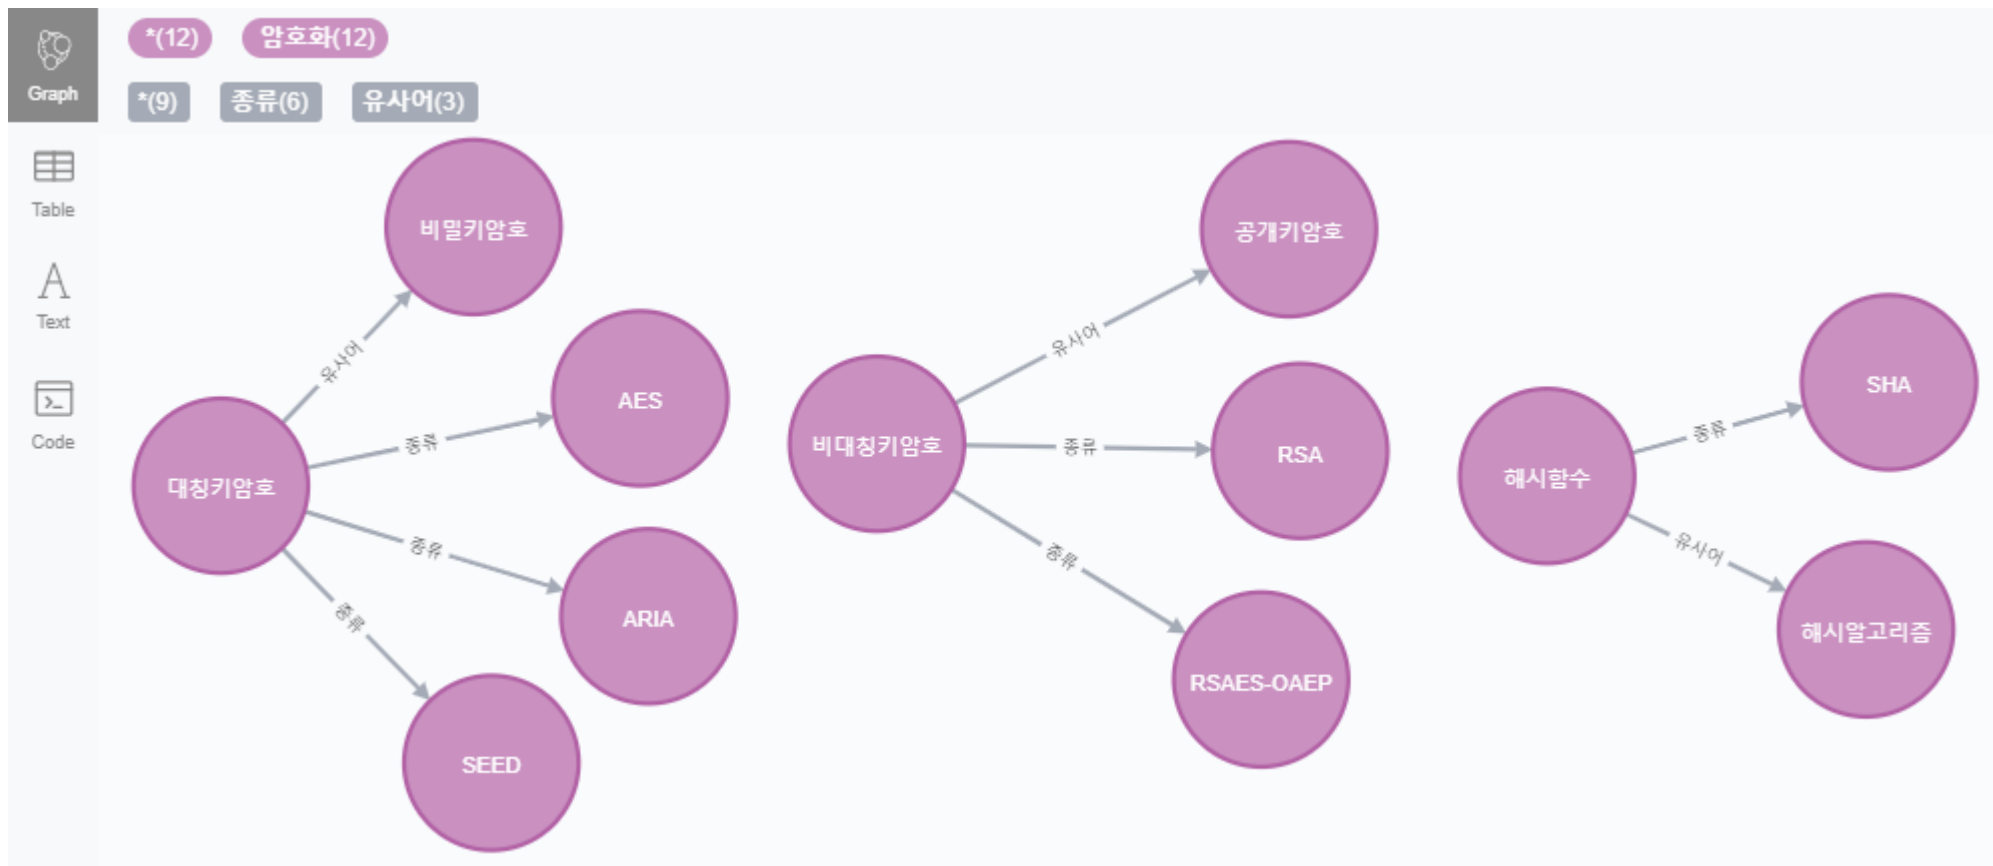 *(12) 암호화(12)
Graph
*(9) 종류(6) 유사어(3)
Table
Text
Code
비밀키암호
유사어
AES
종류
대칭키암호
종류
ARIA
종류
SEED
공개키암호
유사어
비대칭키암호
종류
RSA
종류
RSAES-OAEP
SHA
종류
해시함수
유사어
해시알고리즘